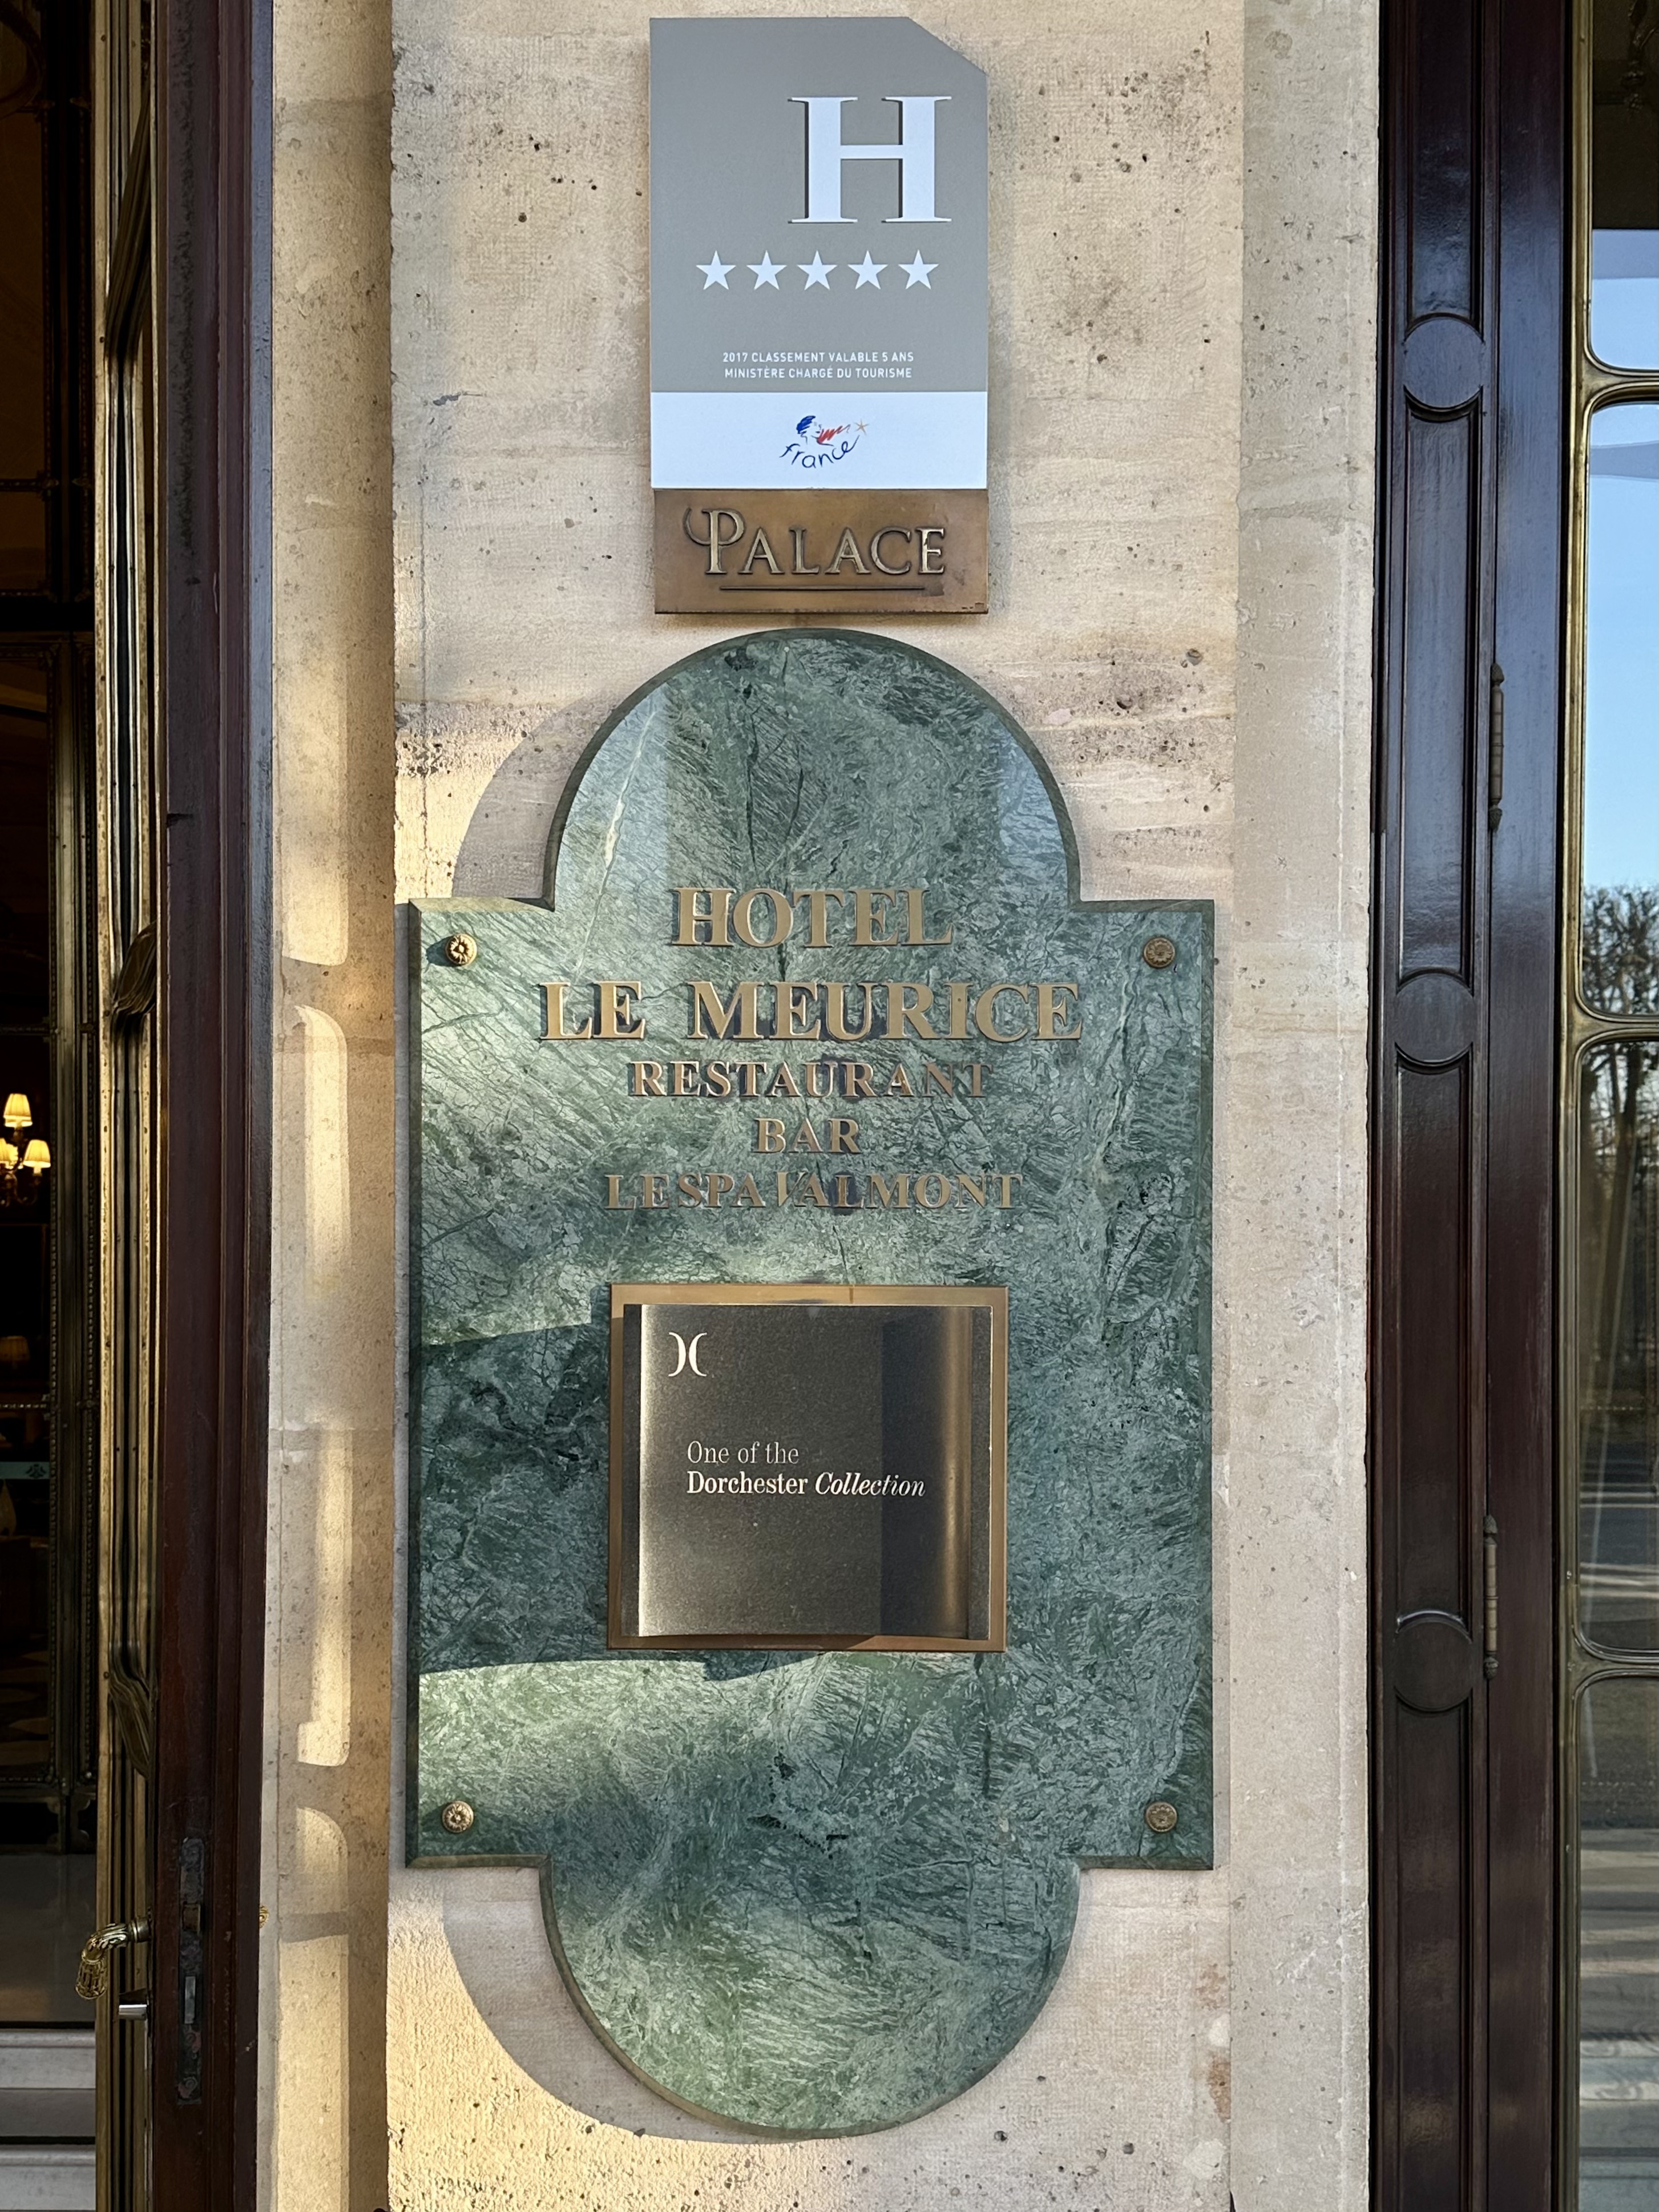 H
2017 CLASSEMENT VALABLE 5 ANS
MINISTÈRE CHARGÉ DU TOURISME
france
PALACE
HOTEL
LE MEURICE
RESTAURANT
BAR
LE SPA VALMONT
One of the
Dorchester Collection